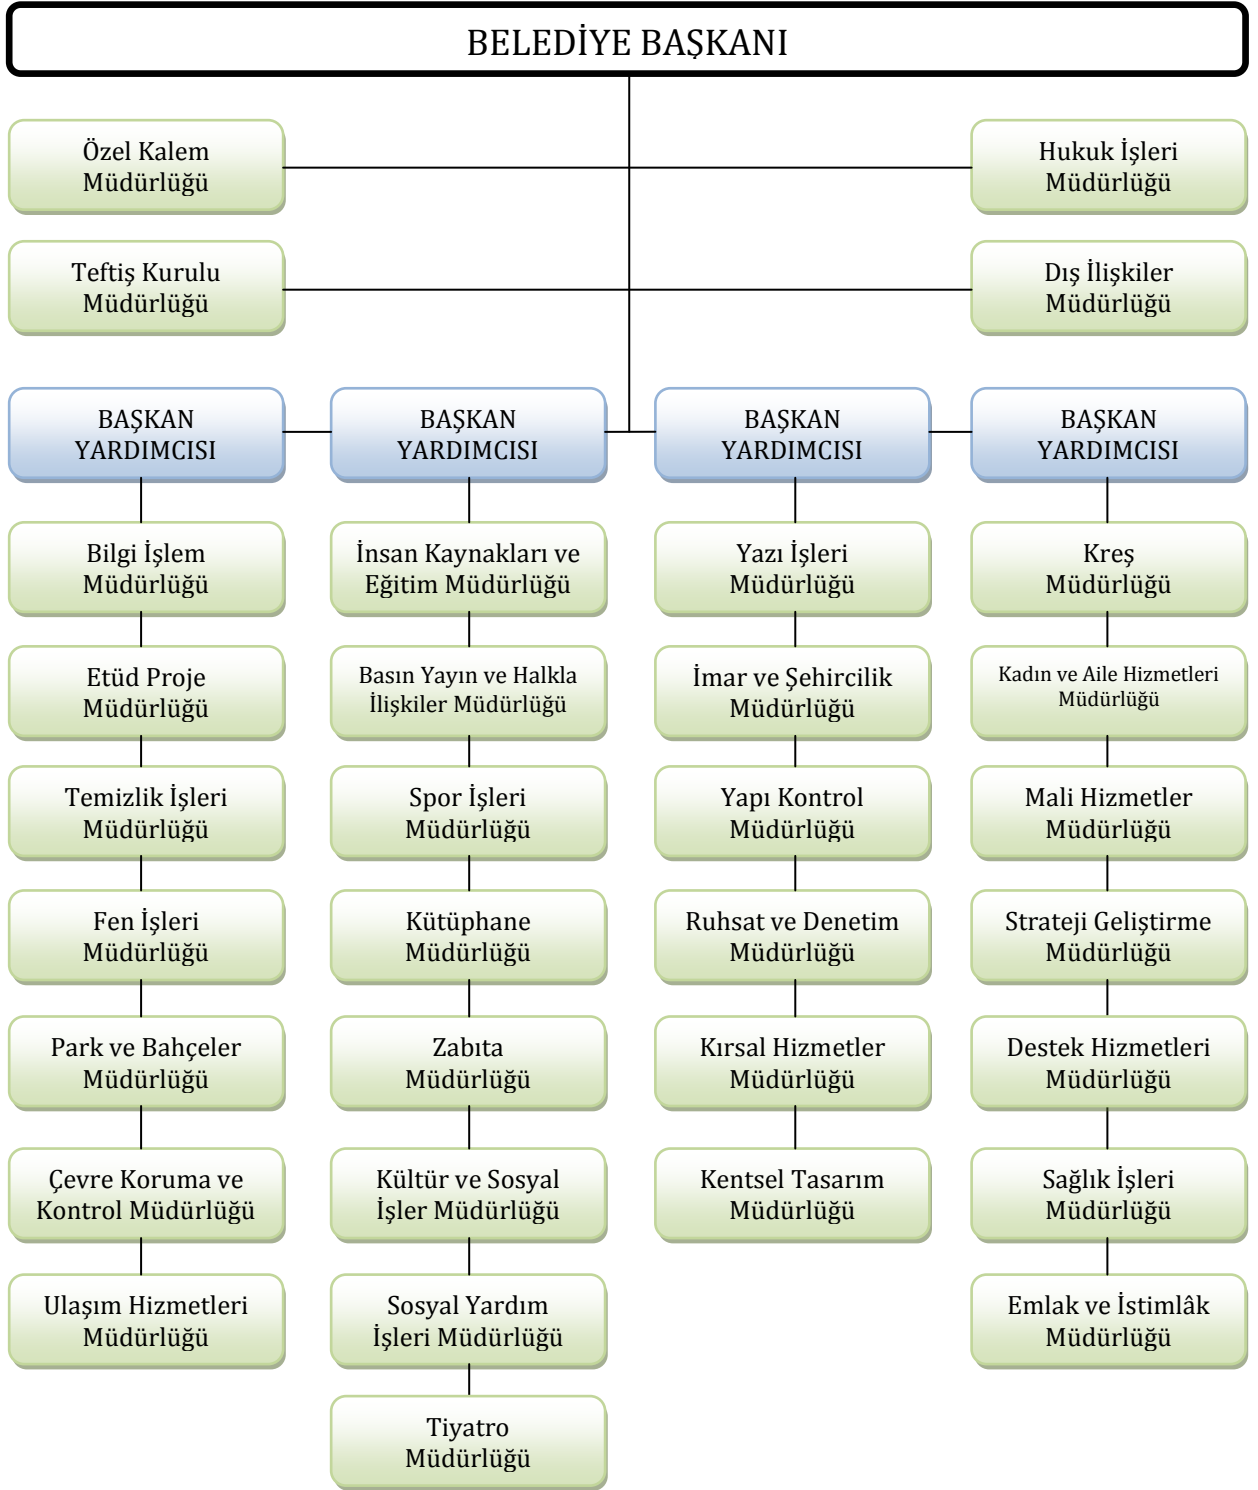 BELEDİYE BAŞKANI
Özel Kalem
Müdürlüğü
Hukuk İşleri
Müdürlüğü
Teftiş Kurulu
Müdürlüğü
Dış İlişkiler
Müdürlüğü
BAŞKAN
YARDIMCISI
BAŞKAN
YARDIMCISI
BAŞKAN
YARDIMCISI
BAŞKAN
YARDIMCISI
Bilgi İşlem
Müdürlüğü
İnsan Kaynakları ve
Eğitim Müdürlüğü
Yazı İşleri
Müdürlüğü
Kreş
Müdürlüğü
Etüd Proje
Müdürlüğü
Basın Yayın ve Halkla
İlişkiler Müdürlüğü
İmar ve Şehircilik
Müdürlüğü
Kadın ve Aile Hizmetleri
Müdürlüğü
Temizlik İşleri
Müdürlüğü
Spor İşleri
Müdürlüğü
Yapı Kontrol
Müdürlüğü
Mali Hizmetler
Müdürlüğü
Fen İşleri
Müdürlüğü
Kütüphane
Müdürlüğü
Ruhsat ve Denetim
Müdürlüğü
Strateji Geliştirme
Müdürlüğü
Park ve Bahçeler
Müdürlüğü
Zabıta
Müdürlüğü
Kırsal Hizmetler
Müdürlüğü
Destek Hizmetleri
Müdürlüğü
Çevre Koruma ve
Kontrol Müdürlüğü
Kültür ve Sosyal
İşler Müdürlüğü
Kentsel Tasarım
Müdürlüğü
Sağlık İşleri
Müdürlüğü
Ulaşım Hizmetleri
Müdürlüğü
Sosyal Yardım
İşleri Müdürlüğü
Emlak ve İstimlâk
Müdürlüğü
Tiyatro
Müdürlüğü